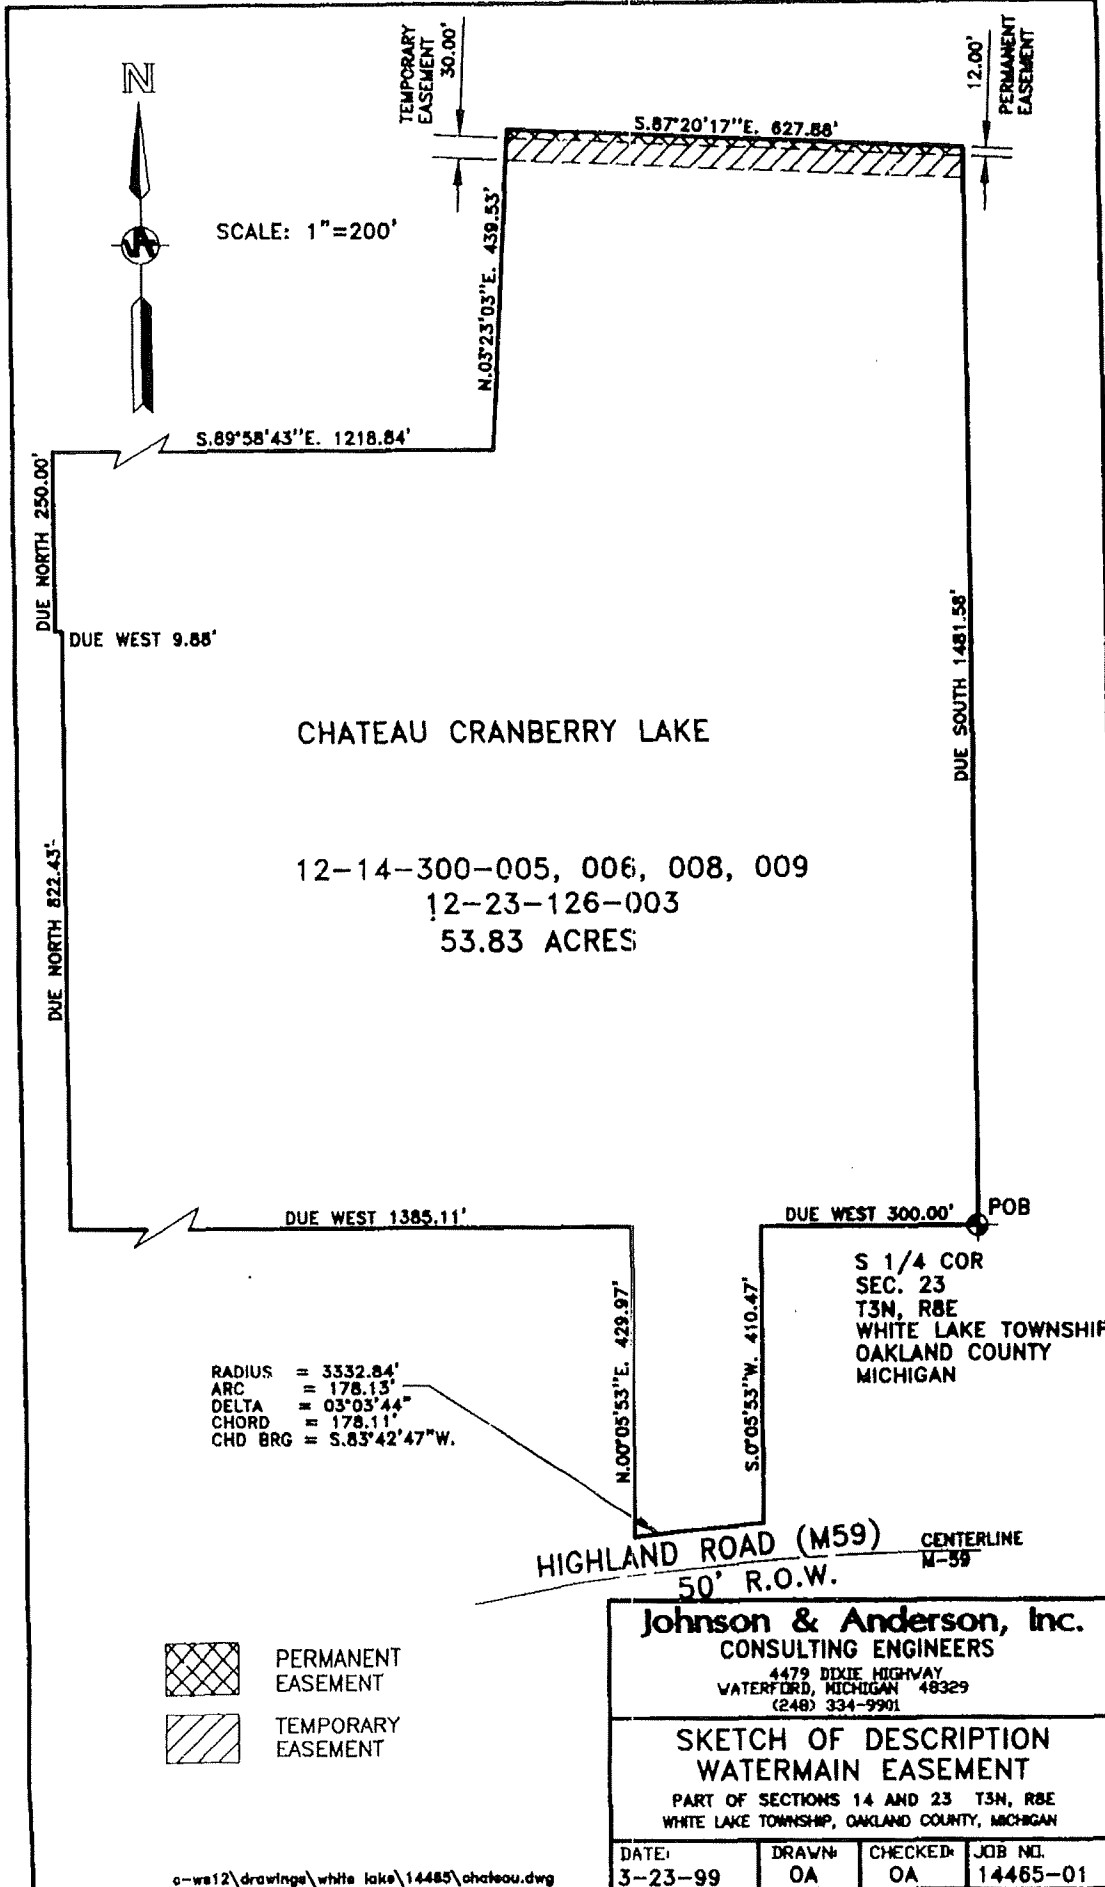 TEMPORARY
EASEMENT
30.00'
12.00'
PERMANENT
EASEMENT
N
S.87°20'17"E. 627.88'
SCALE: 1"=200'
N.03°23'03"E. 439.53'
S.89°58'43"E. 1218.84'
DUE NORTH 250.00'
DUE WEST 9.88'
DUE SOUTH 1481.58'
CHATEAU CRANBERRY LAKE
DUE NORTH 822.43'
12-14-300-005, 006, 008, 009
12-23-126-003
53.83 ACRES
DUE WEST 1385.11'
DUE WEST 300.00'
POB
S 1/4 COR
SEC. 23
T3N, R8E
WHITE LAKE TOWNSHIP
OAKLAND COUNTY
MICHIGAN
N.00°05'53"E. 429.97'
S.0°05'53"W. 410.47'
RADIUS = 3332.84'
ARC = 178.13'
DELTA = 03°03'44"
CHORD = 178.11'
CHD BRG = S.83°42'47"W.
HIGHLAND ROAD (M59)
50' R.O.W.
CENTERLINE
M-59
PERMANENT
EASEMENT
TEMPORARY
EASEMENT
Johnson & Anderson, Inc.
CONSULTING ENGINEERS
4479 DIXIE HIGHWAY
WATERFORD, MICHIGAN 48329
(248) 334-9901
SKETCH OF DESCRIPTION
WATERMAIN EASEMENT
PART OF SECTIONS 14 AND 23 T3N, R8E
WHITE LAKE TOWNSHIP, OAKLAND COUNTY, MICHIGAN
DATE: DRAWN: CHECKED: JOB NO.
3-23-99 OA OA 14465-01
a-ws12\drawings\white lake\14465\chateau.dwg